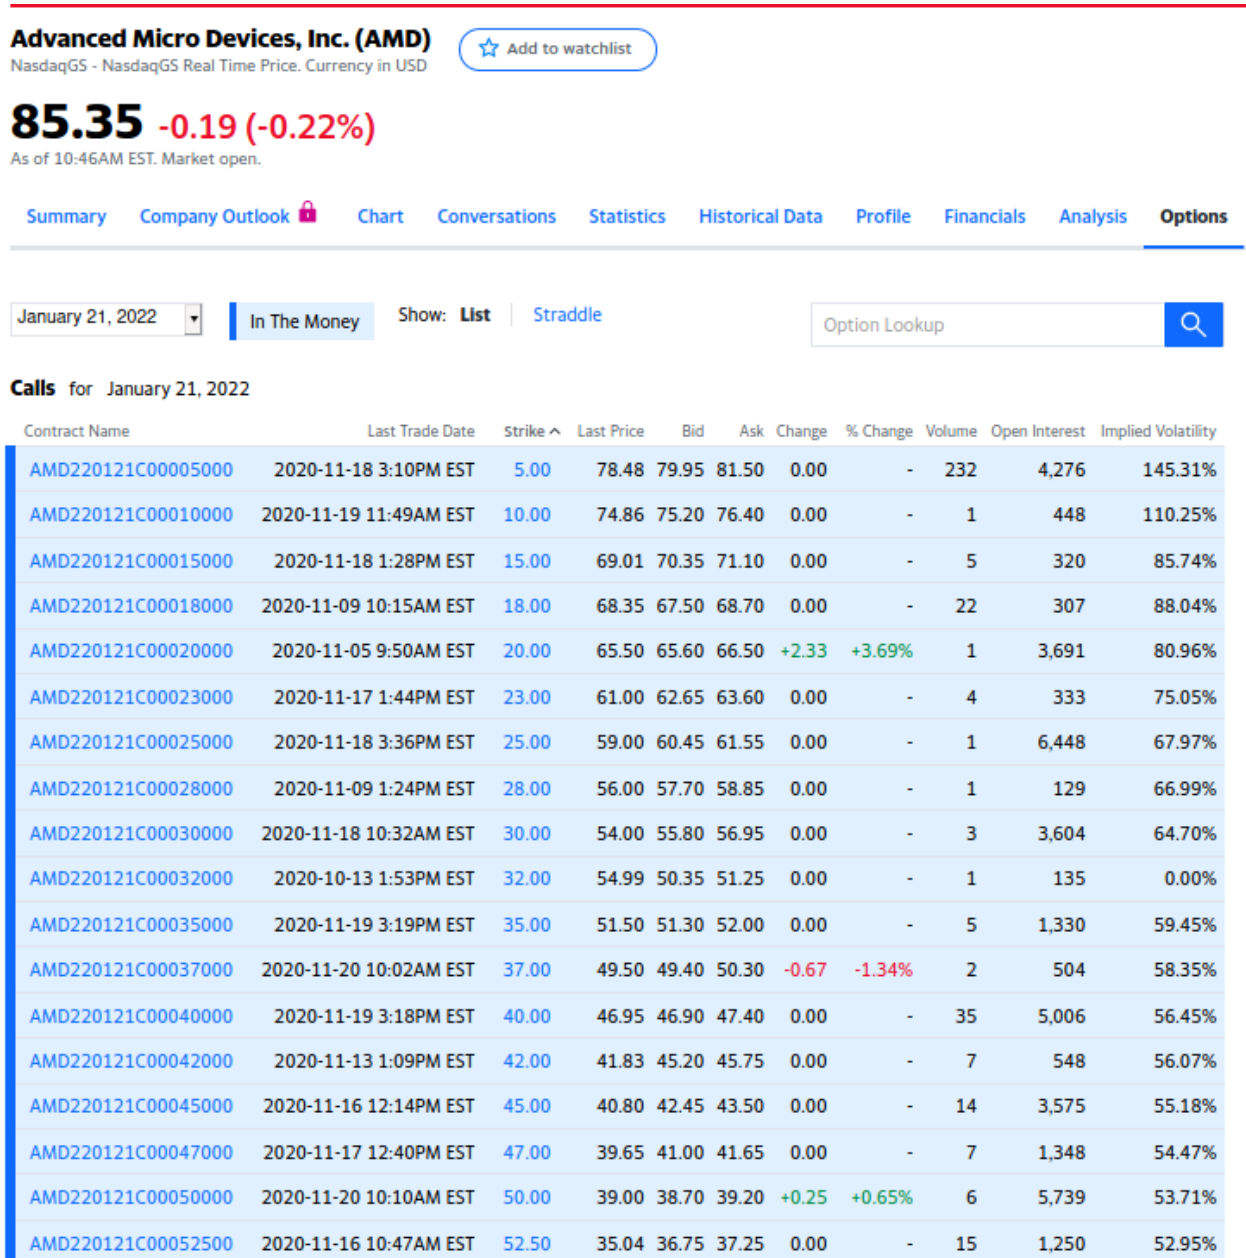 Advanced Micro Devices, Inc. (AMD)
Add to watchlist
NasdaqGS - NasdaqGS Real Time Price. Currency in USD
85.35 -0.19 (-0.22%)
As of 10:46AM EST. Market open.
Summary Company Outlook Chart Conversations Statistics Historical Data Profile Financials Analysis Options
January 21, 2022 In The Money Show: List Straddle Option Lookup
Calls for January 21, 2022
Contract Name Last Trade Date Strike Last Price Bid Ask Change % Change Volume Open Interest Implied Volatility
AMD220121C00005000 2020-11-18 3:10PM EST 5.00 78.48 79.95 81.50 0.00 - 232 4,276 145.31%
AMD220121C00010000 2020-11-19 11:49AM EST 10.00 74.86 75.20 76.40 0.00 - 1 448 110.25%
AMD220121C00015000 2020-11-18 1:28PM EST 15.00 69.01 70.35 71.10 0.00 - 5 320 85.74%
AMD220121C00018000 2020-11-09 10:15AM EST 18.00 68.35 67.50 68.70 0.00 - 22 307 88.04%
AMD220121C00020000 2020-11-05 9:50AM EST 20.00 65.50 65.60 66.50 +2.33 +3.69% 1 3,691 80.96%
AMD220121C00023000 2020-11-17 1:44PM EST 23.00 61.00 62.65 63.60 0.00 - 4 333 75.05%
AMD220121C00025000 2020-11-18 3:36PM EST 25.00 59.00 60.45 61.55 0.00 - 1 6,448 67.97%
AMD220121C00028000 2020-11-09 1:24PM EST 28.00 56.00 57.70 58.85 0.00 - 1 129 66.99%
AMD220121C00030000 2020-11-18 10:32AM EST 30.00 54.00 55.80 56.95 0.00 - 3 3,604 64.70%
AMD220121C00032000 2020-10-13 1:53PM EST 32.00 54.99 50.35 51.25 0.00 - 1 135 0.00%
AMD220121C00035000 2020-11-19 3:19PM EST 35.00 51.50 51.30 52.00 0.00 - 5 1,330 59.45%
AMD220121C00037000 2020-11-20 10:02AM EST 37.00 49.50 49.40 50.30 -0.67 -1.34% 2 504 58.35%
AMD220121C00040000 2020-11-19 3:18PM EST 40.00 46.95 46.90 47.40 0.00 - 35 5,006 56.45%
AMD220121C00042000 2020-11-13 1:09PM EST 42.00 41.83 45.20 45.75 0.00 - 7 548 56.07%
AMD220121C00045000 2020-11-16 12:14PM EST 45.00 40.80 42.45 43.50 0.00 - 14 3,575 55.18%
AMD220121C00047000 2020-11-17 12:40PM EST 47.00 39.65 41.00 41.65 0.00 - 7 1,348 54.47%
AMD220121C00050000 2020-11-20 10:10AM EST 50.00 39.00 38.70 39.20 +0.25 +0.65% 6 5,739 53.71%
AMD220121C00052500 2020-11-16 10:47AM EST 52.50 35.04 36.75 37.25 0.00 - 15 1,250 52.95%